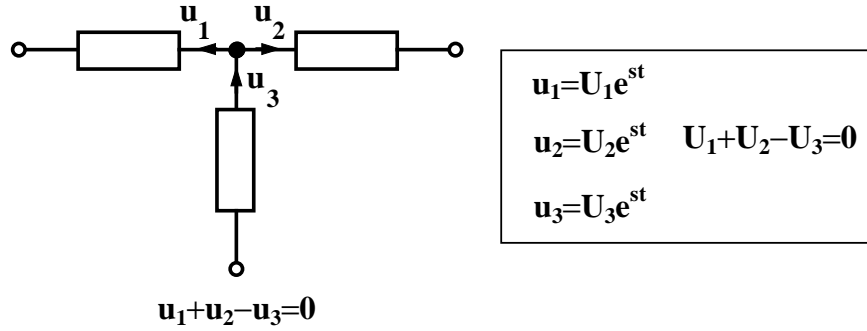 u₁ u₂
u₃
u₁+u₂−u₃=0
u₁=U₁eˢᵗ
u₂=U₂eˢᵗ U₁+U₂−U₃=0
u₃=U₃eˢᵗ